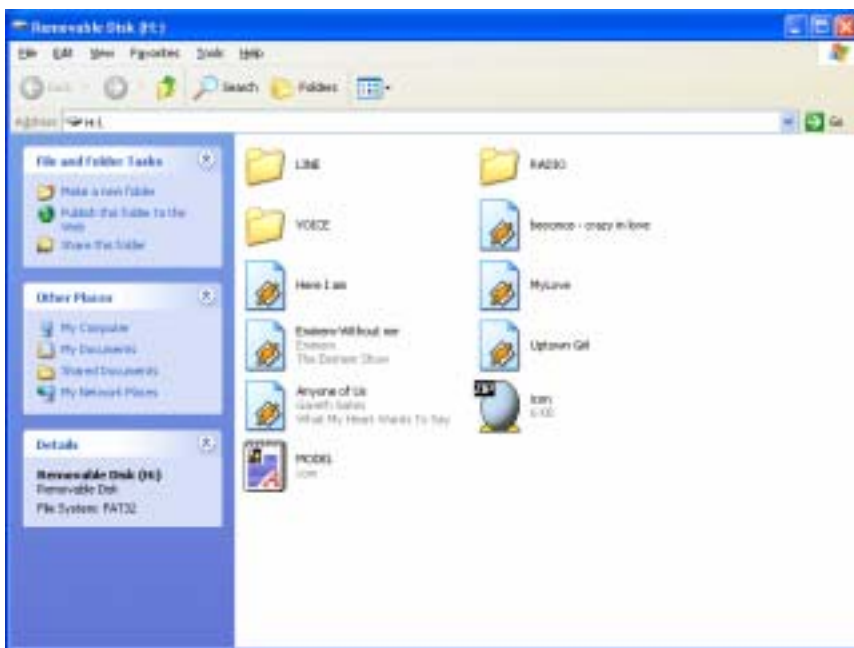 Removable Disk (H:)
File Edit View Favorites Tools Help
Back Search Folders
Address H:\ Go
File and Folder Tasks
Make a new folder
Publish this folder to the
Web
Share this folder
Other Places
My Computer
My Documents
Shared Documents
My Network Places
Details
Removable Disk (H:)
Removable Disk
File System: FAT32
LINE
RADIO
VOICE
beyonce - crazy in love
Here I am
MyLove
Eminem-Without me
Eminem
The Eminem Show
Uptown Girl
Anyone of Us
Gareth Gates
What My Heart Wants To Say
icon
MODEL